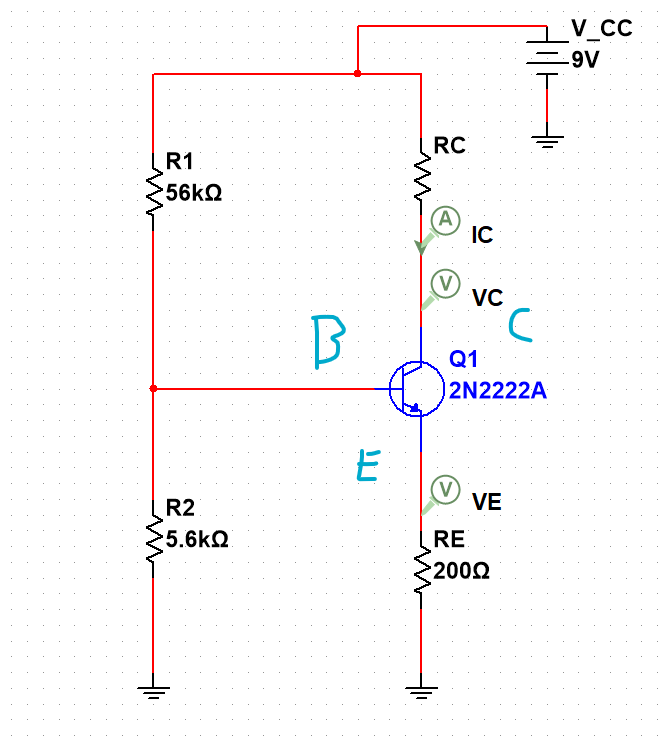 V_CC
9V
R1
56kΩ
RC
A
IC
V
VC
B
C
Q1
2N2222A
E
V
VE
R2
5.6kΩ
RE
200Ω